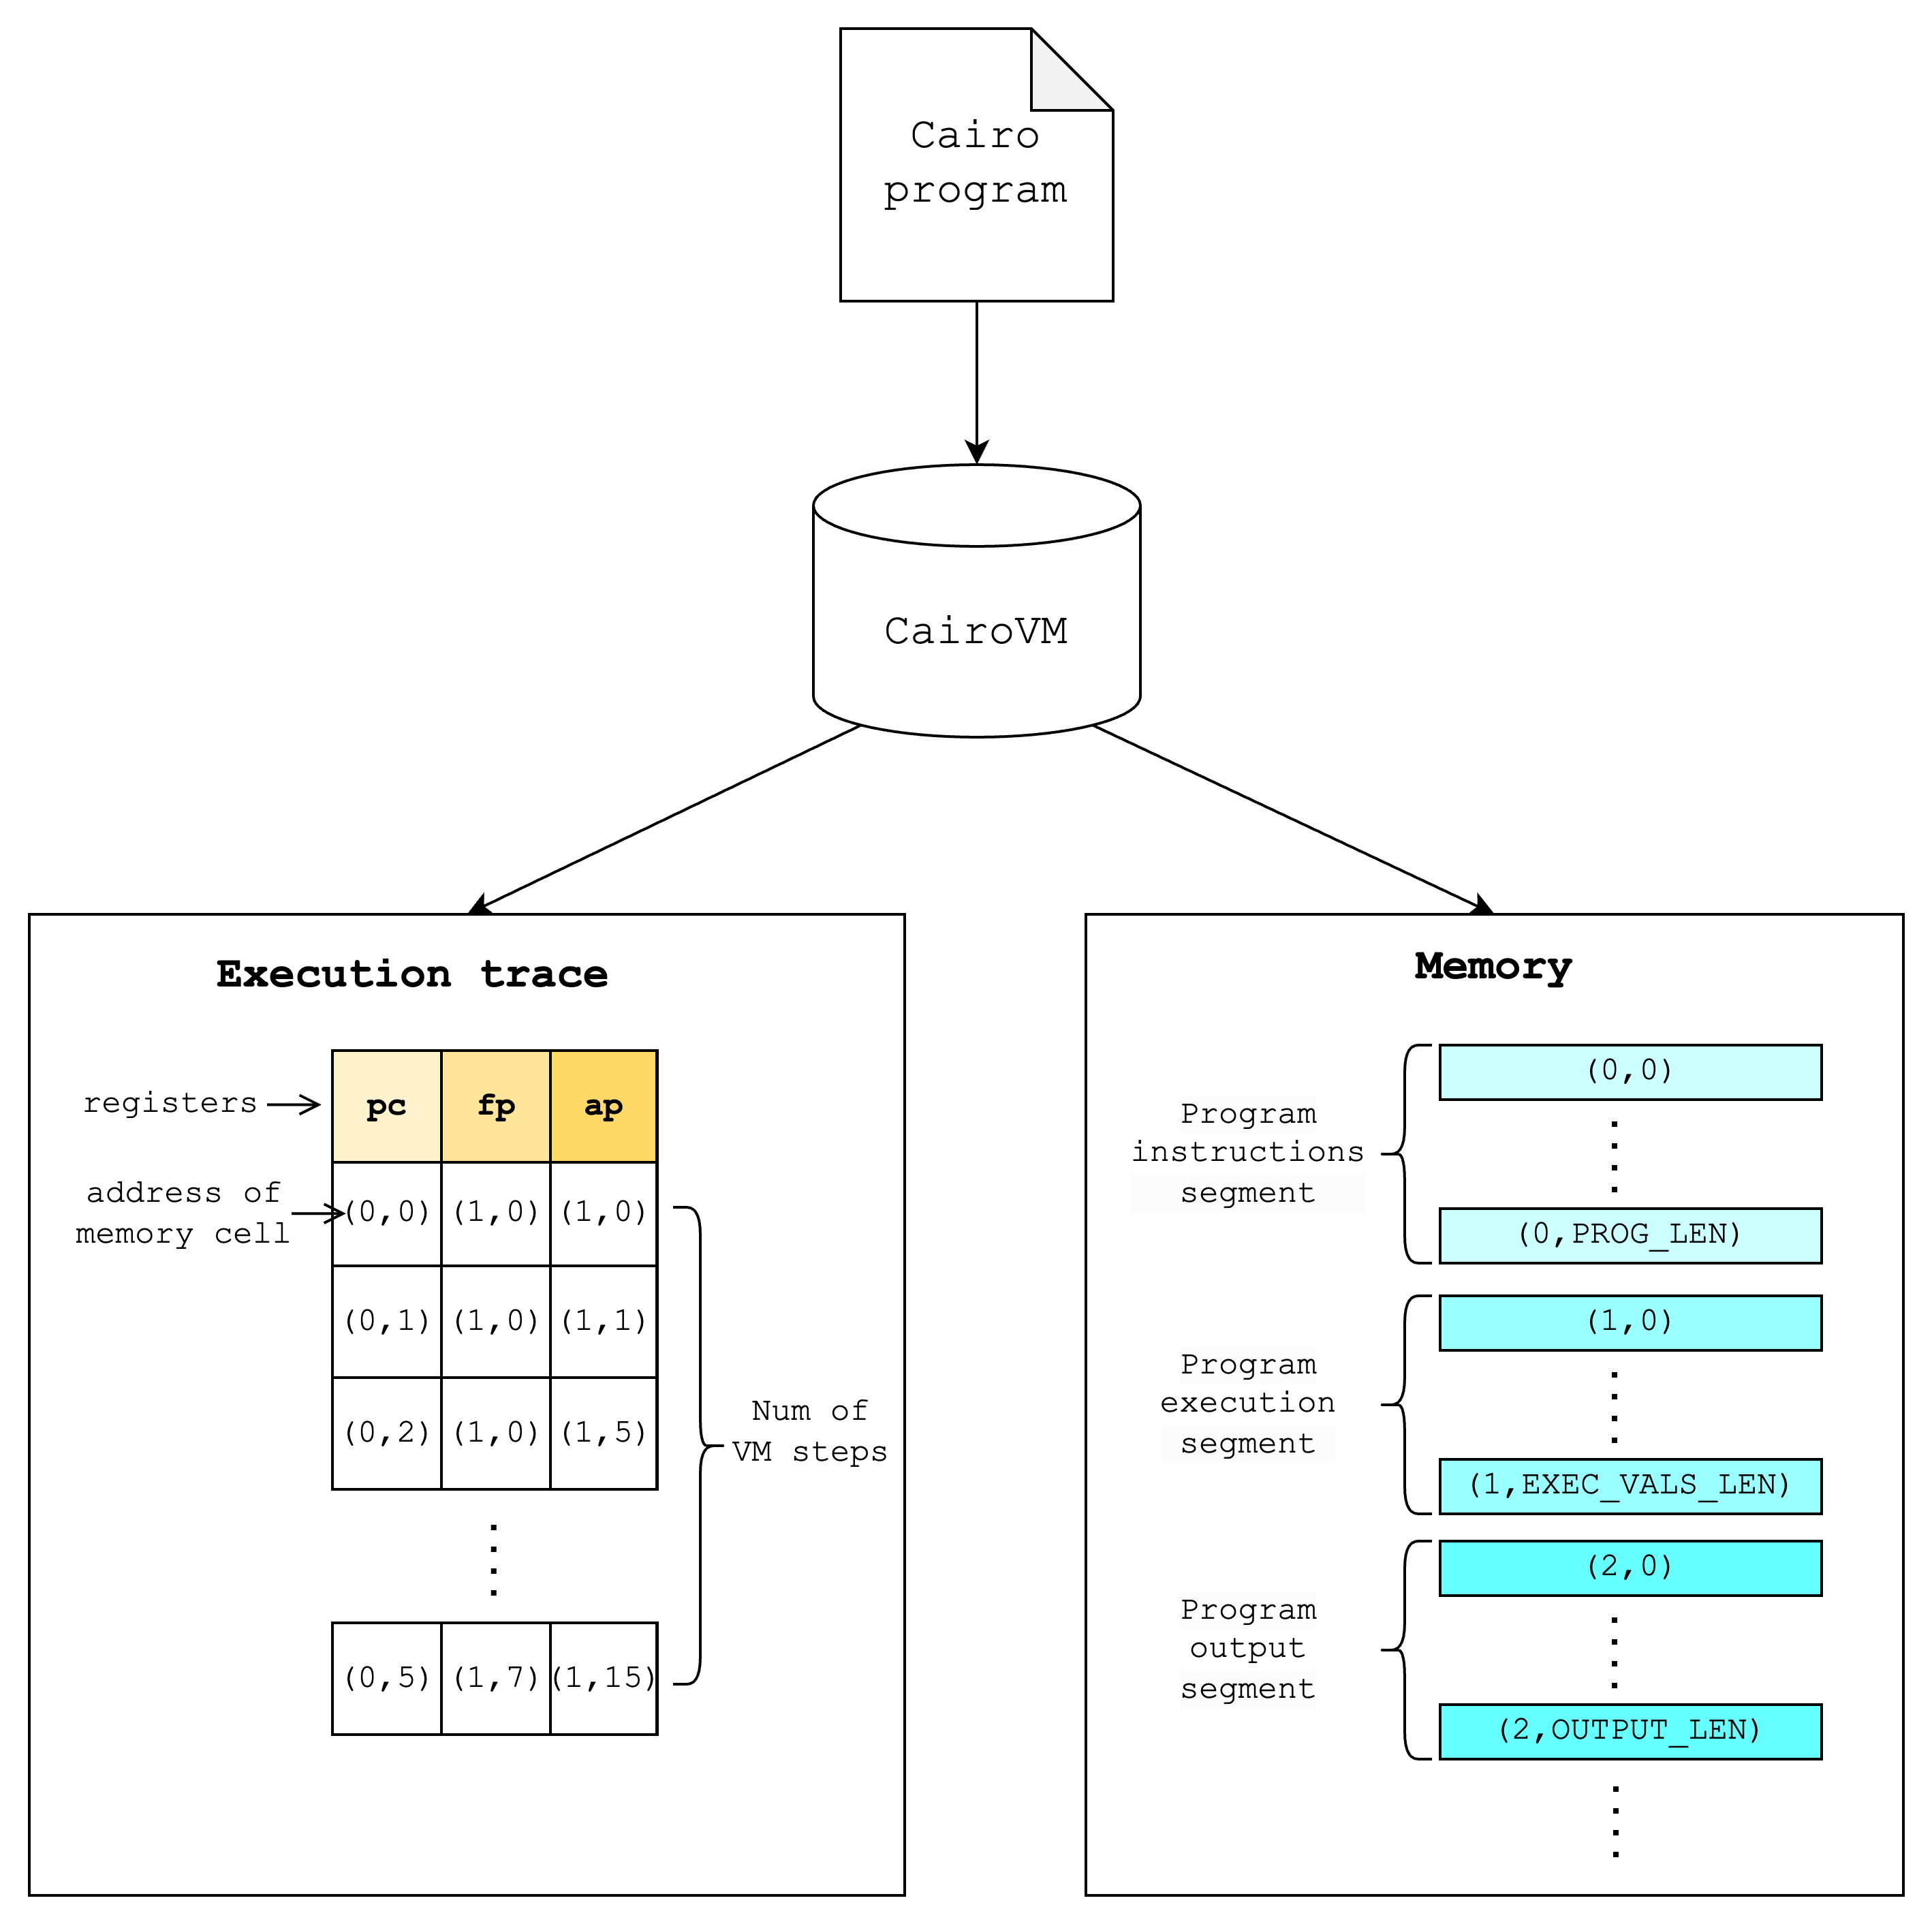 Cairo
program
CairoVM
Execution trace
registers
pc fp ap
address of
memory cell
(0,0) (1,0) (1,0)
(0,1) (1,0) (1,1)
(0,2) (1,0) (1,5)
(0,5) (1,7) (1,15)
Num of
VM steps
Memory
Program
instructions
segment
(0,0)
(0,PROG_LEN)
Program
execution
segment
(1,0)
(1,EXEC_VALS_LEN)
Program
output
segment
(2,0)
(2,OUTPUT_LEN)